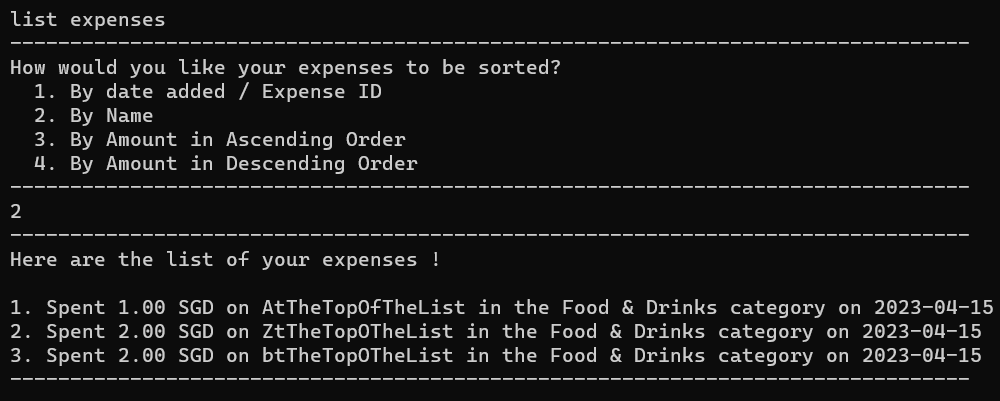 list expenses
--------------------------------------------------------------------------------
How would you like your expenses to be sorted?
  1. By date added / Expense ID
  2. By Name
  3. By Amount in Ascending Order
  4. By Amount in Descending Order
--------------------------------------------------------------------------------
2
--------------------------------------------------------------------------------
Here are the list of your expenses !

1. Spent 1.00 SGD on AtTheTopOfTheList in the Food & Drinks category on 2023-04-15
2. Spent 2.00 SGD on ZtTheTopOTheList in the Food & Drinks category on 2023-04-15
3. Spent 2.00 SGD on btTheTopOTheList in the Food & Drinks category on 2023-04-15
--------------------------------------------------------------------------------